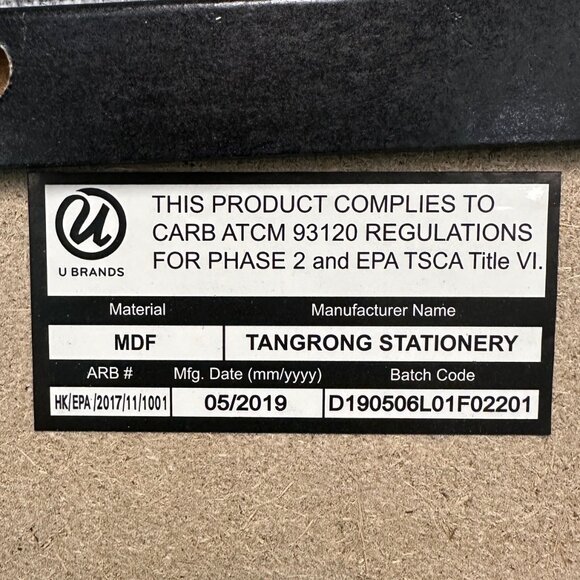 U
U BRANDS
THIS PRODUCT COMPLIES TO
CARB ATCM 93120 REGULATIONS
FOR PHASE 2 and EPA TSCA Title VI.
Material Manufacturer Name
MDF TANGRONG STATIONERY
ARB # Mfg. Date (mm/yyyy) Batch Code
HK/EPA/2017/11/1001 05/2019 D190506L01F02201